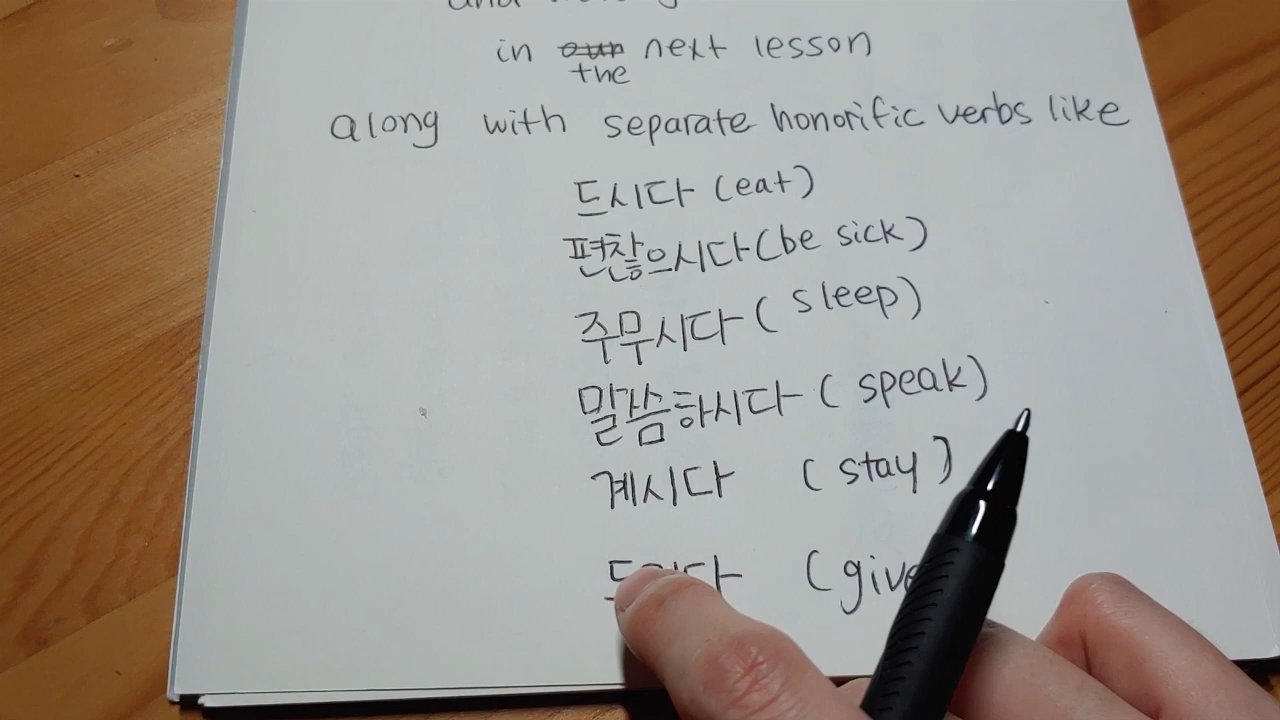 in the next lesson
along with separate honorific verbs like
드시다 (eat)
편찮으시다 (be sick)
주무시다 (sleep)
말씀하시다 (speak)
계시다 (stay)
(give